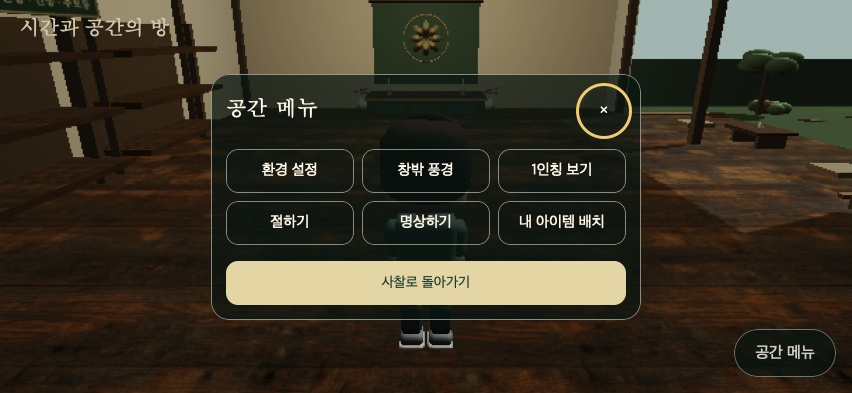 시간과 공간의 방
공간 메뉴
×
환경 설정
창밖 풍경
1인칭 보기
절하기
명상하기
내 아이템 배치
사찰로 돌아가기
공간 메뉴